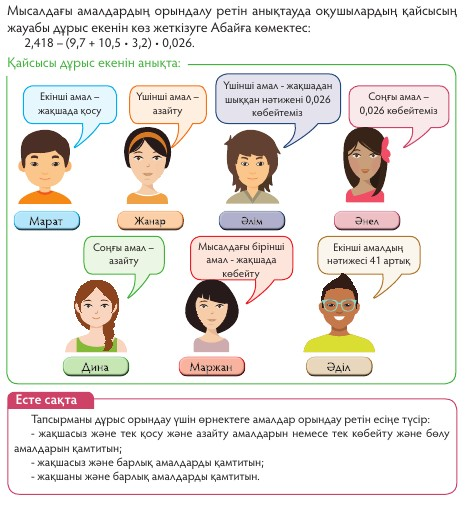 Мысалдағы амалдардың орындалу ретін анықтауда оқушылардың қайсысың
жауабы дұрыс екенін көз жеткізуге Абайға көмектес:
2,418 – (9,7 + 10,5 • 3,2) • 0,026.
Қайсысы дұрыс екенін анықта:
Екінші амал –
жақшада қосу
Үшінші амал –
азайту
Үшінші амал - жақшадан
шыққан нәтижені 0,026
көбейтеміз
Соңғы амал –
0,026 көбейтеміз
Марат
Жанар
Әлім
Әнел
Соңғы амал –
азайту
Мысалдағы бірінші
амал - жақшада
көбейту
Екінші амалдың
нәтижесі 41 артық
Дина
Маржан
Әділ
Есте сақта
Тапсырманы дұрыс орындау үшін өрнектеге амалдар орындау ретін есіңе түсір:
- жақшасыз және тек қосу және азайту амалдарын немесе тек көбейту және бөлу
амалдарын қамтитын;
- жақшасыз және барлық амалдарды қамтитын;
- жақшаны және барлық амалдарды қамтитын.